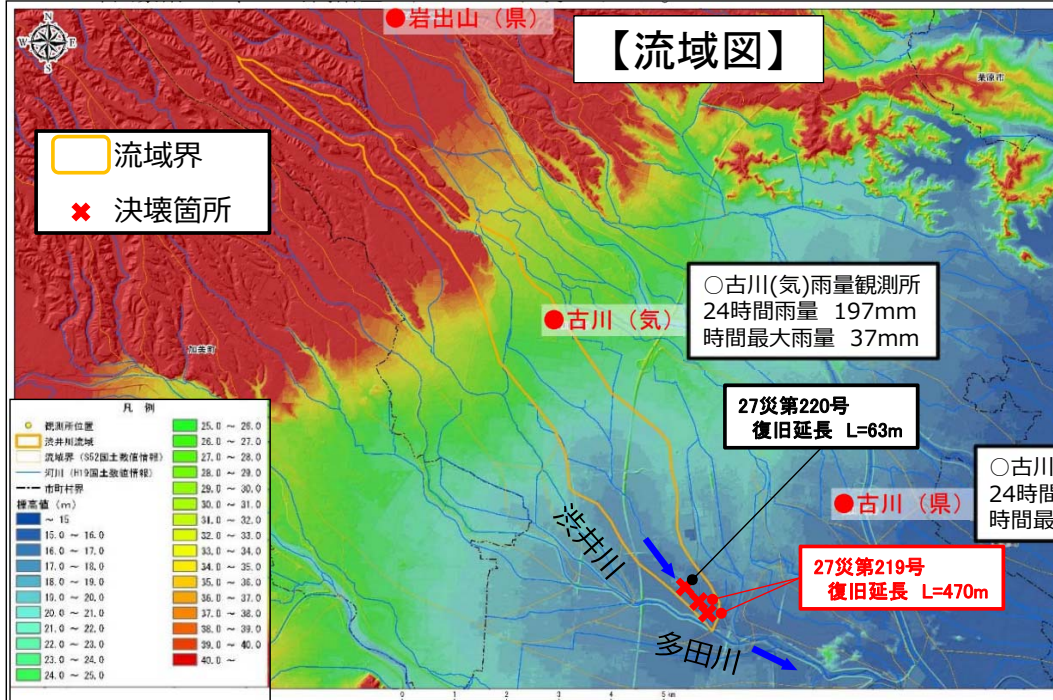 ●岩出山（県）
【流域図】
N
W E
S
栗原市
流域界
決壊箇所
○古川(気)雨量観測所
24時間雨量 197mm
時間最大雨量 37mm
●古川（気）
加美町
27災第220号
復旧延長 L=63m
○古川
24時間
時間最
●古川（県）
渋井川
27災第219号
復旧延長 L=470m
多田川
凡 例
観測所位置
渋井川流域
流域界（S52国土数値情報）
河川（H19国土数値情報）
市町村界
標高値（m）
～ 15
15.0 ～ 16.0
16.0 ～ 17.0
17.0 ～ 18.0
18.0 ～ 19.0
19.0 ～ 20.0
20.0 ～ 21.0
21.0 ～ 22.0
22.0 ～ 23.0
23.0 ～ 24.0
24.0 ～ 25.0
25.0 ～ 26.0
26.0 ～ 27.0
27.0 ～ 28.0
28.0 ～ 29.0
29.0 ～ 30.0
30.0 ～ 31.0
31.0 ～ 32.0
32.0 ～ 33.0
33.0 ～ 34.0
34.0 ～ 35.0
35.0 ～ 36.0
36.0 ～ 37.0
37.0 ～ 38.0
38.0 ～ 39.0
39.0 ～ 40.0
40.0 ～
0 1 2 3 4 5